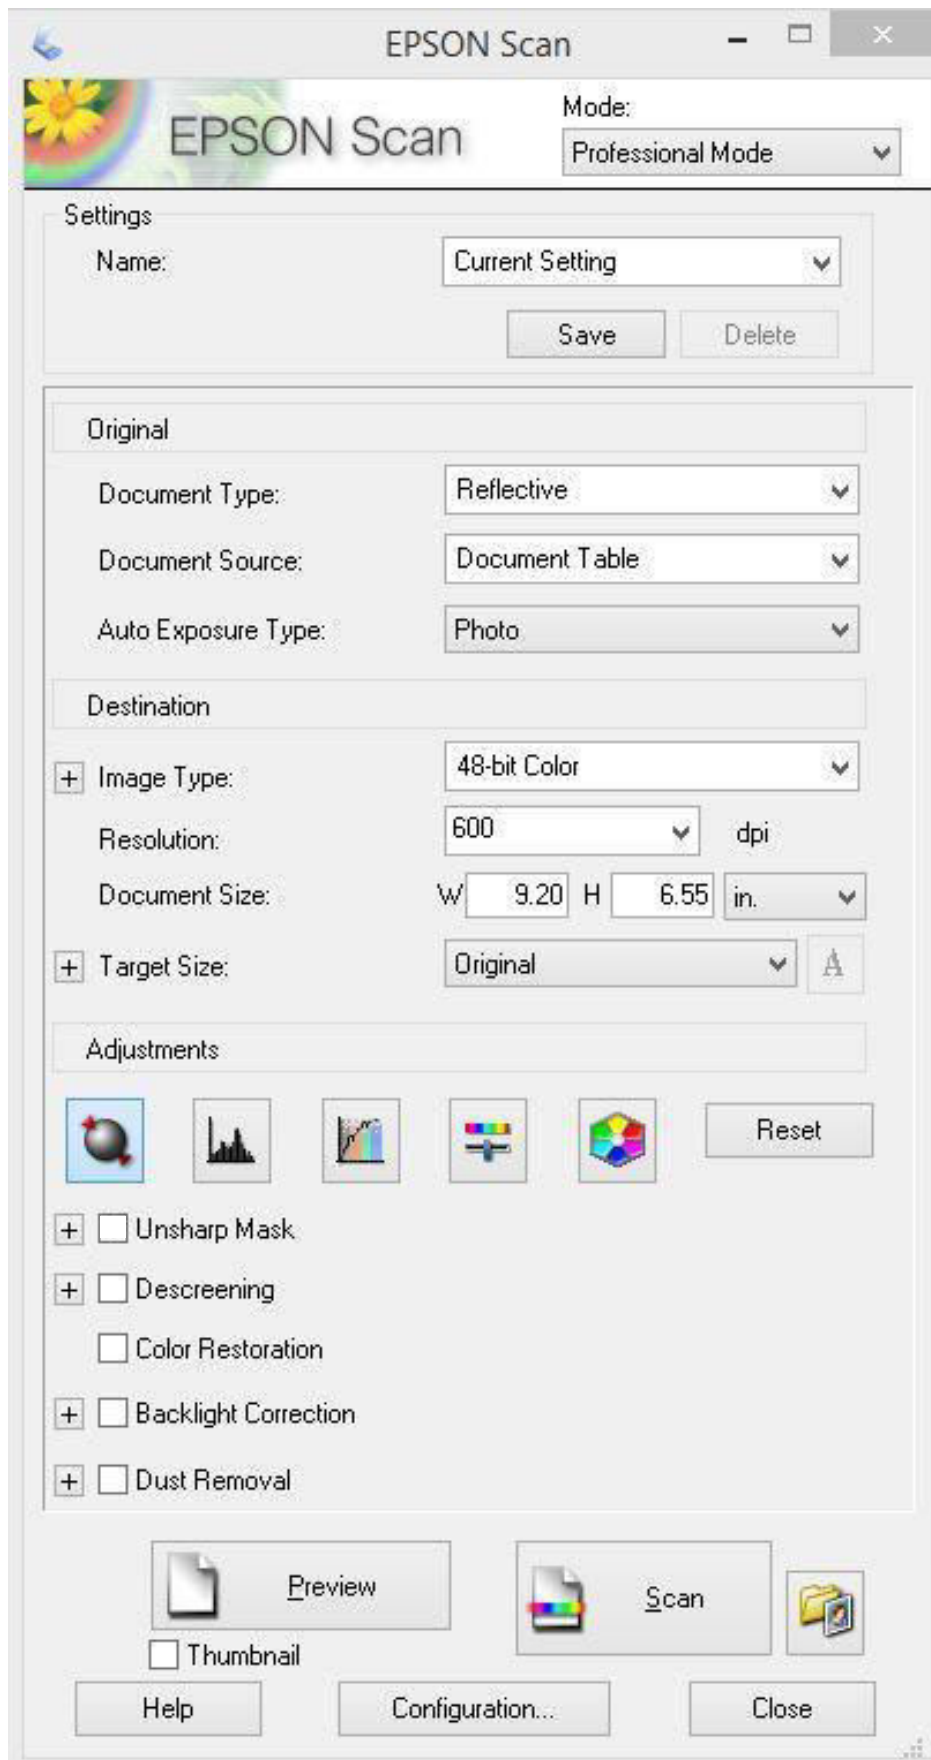 EPSON Scan
EPSON Scan
Mode:
Professional Mode
Settings
Name: Current Setting
Save Delete
Original
Document Type: Reflective
Document Source: Document Table
Auto Exposure Type: Photo
Destination
+ Image Type: 48-bit Color
Resolution: 600 dpi
Document Size: W 9.20 H 6.55 in.
+ Target Size: Original A
Adjustments
Reset
+ Unsharp Mask
+ Descreening
Color Restoration
+ Backlight Correction
+ Dust Removal
Preview Scan
Thumbnail
Help Configuration... Close